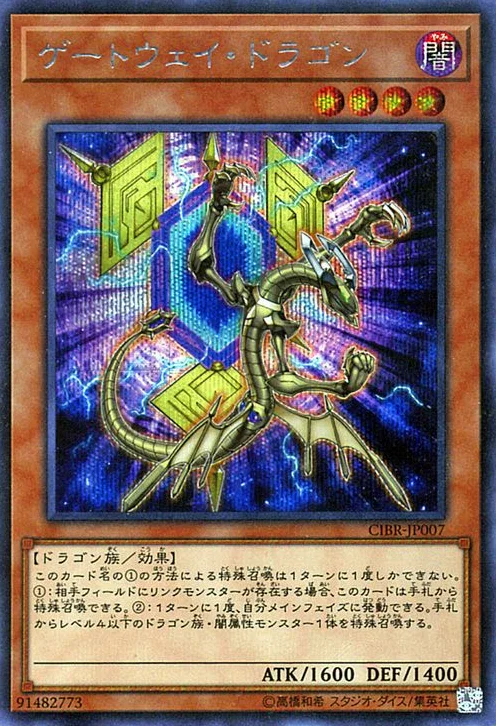 ゲートウェイ・ドラゴン
闇
CIBR-JP007
【ドラゴン族／効果】
このカード名の①の方法による特殊召喚は１ターンに１度しかできない。
①：相手フィールドにリンクモンスターが存在する場合、このカードは手札から
特殊召喚できる。②：１ターンに１度、自分メインフェイズに発動できる。手札
からレベル４以下のドラゴン族・闇属性モンスター１体を特殊召喚する。
ATK/1600 DEF/1400
91482773 ©高橋和希 スタジオ・ダイス/集英社